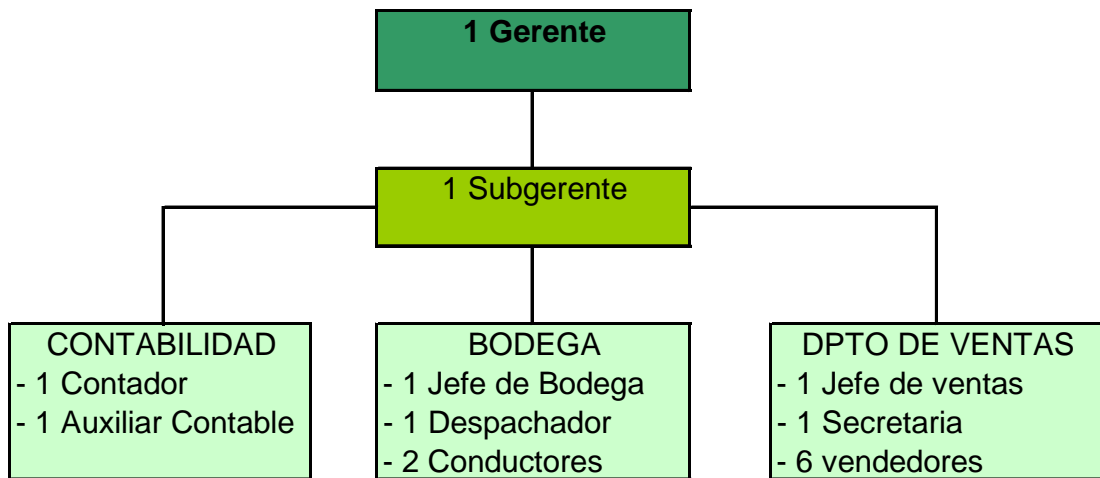 1 Gerente
1 Subgerente
CONTABILIDAD
- 1 Contador
- 1 Auxiliar Contable
BODEGA
- 1 Jefe de Bodega
- 1 Despachador
- 2 Conductores
DPTO DE VENTAS
- 1 Jefe de ventas
- 1 Secretaria
- 6 vendedores